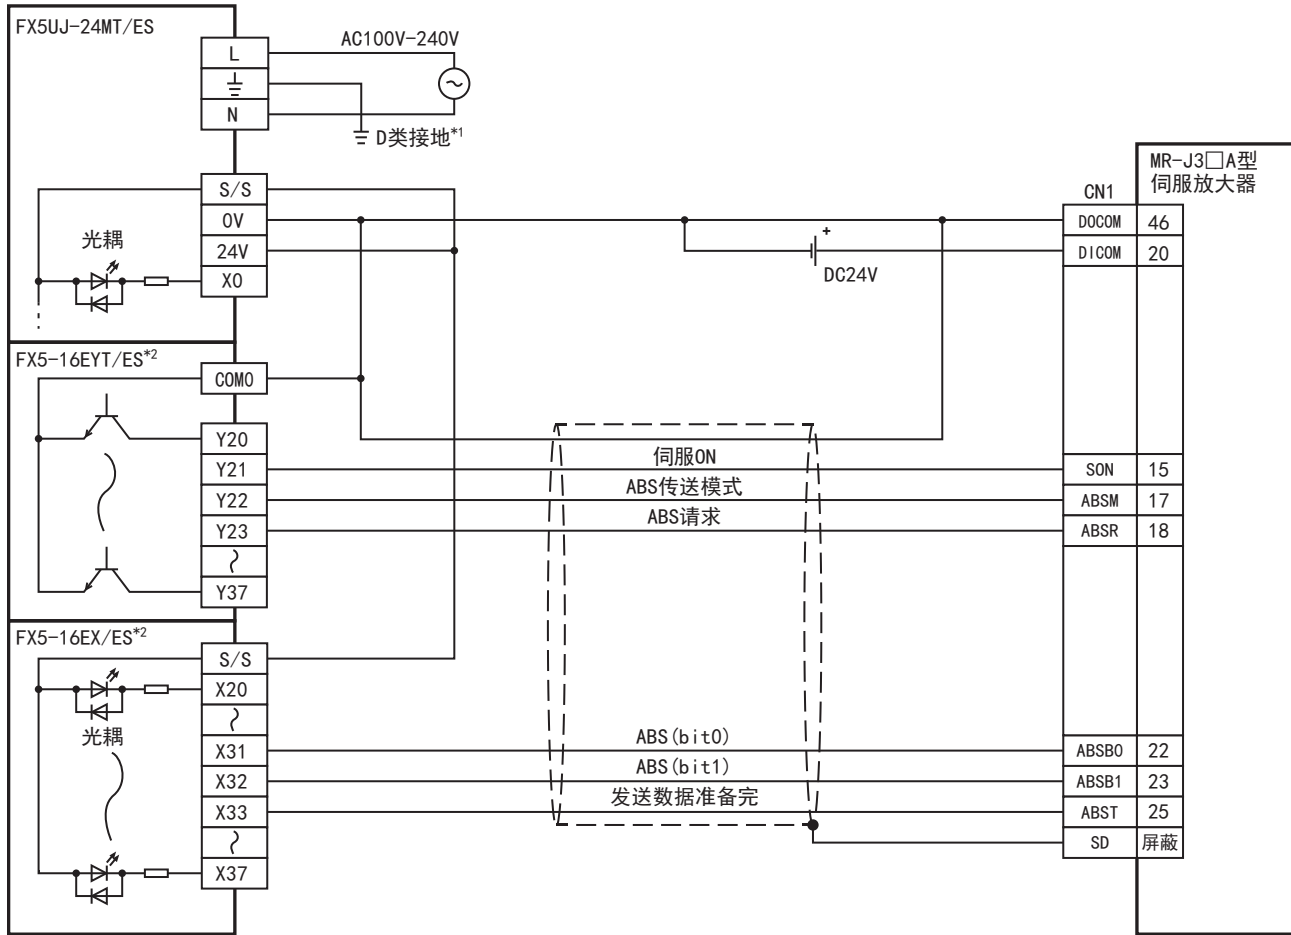 FX5UJ-24MT/ES
L
AC100V-240V
N
D类接地*1
MR-J3□A型
伺服放大器
CN1
S/S
0V
DOCOM 46
光耦
24V
+
DICOM 20
DC24V
X0
FX5-16EYT/ES*2
COM0
Y20
伺服ON
Y21
SON 15
ABS传送模式
Y22
ABSM 17
ABS请求
Y23
ABSR 18
Y37
FX5-16EX/ES*2
S/S
X20
光耦
ABS(bit0)
X31
ABSB0 22
ABS(bit1)
X32
ABSB1 23
发送数据准备完
X33
ABST 25
SD 屏蔽
X37